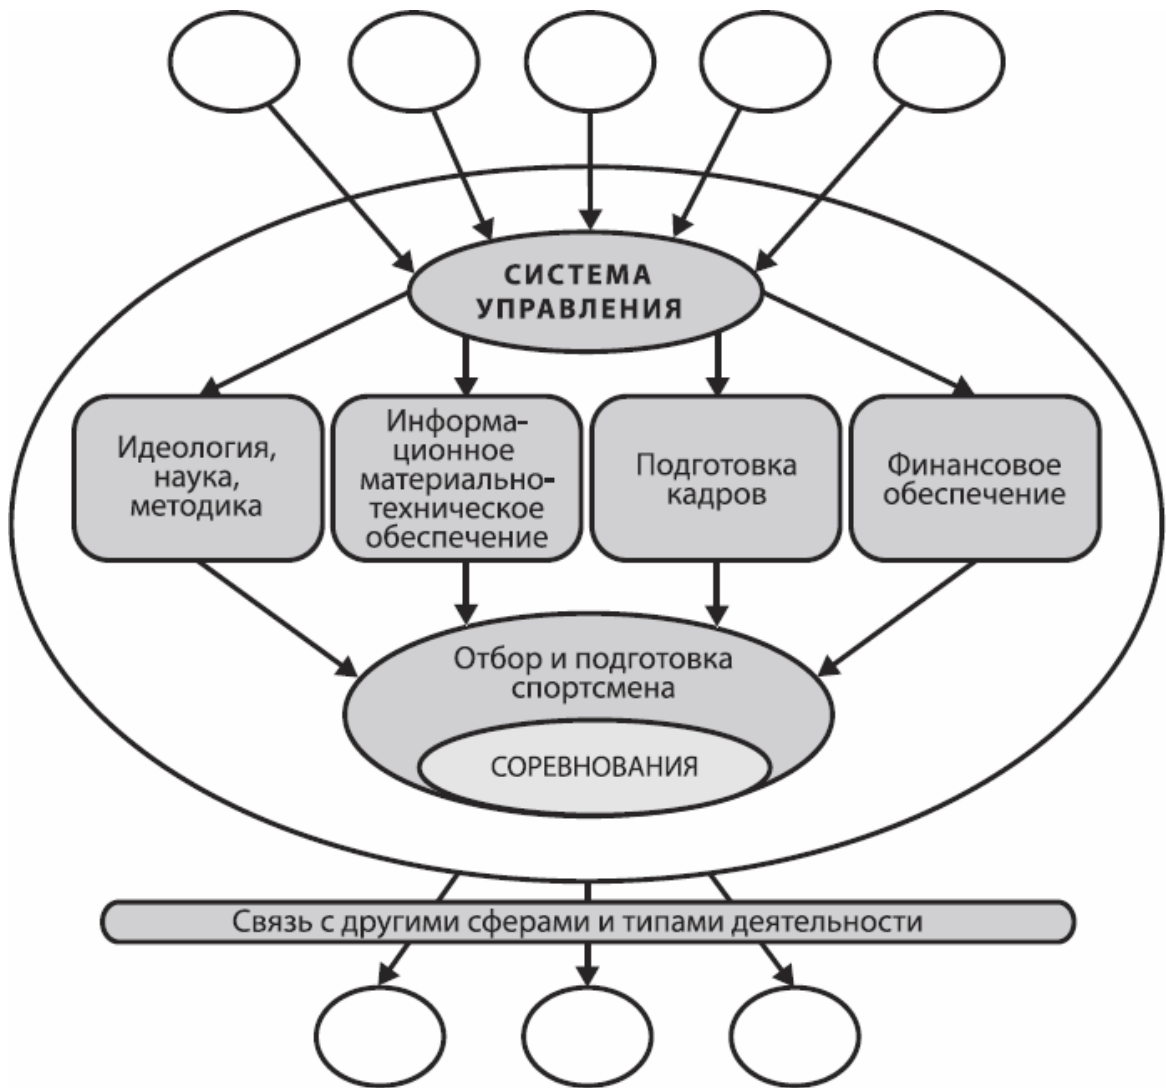 СИСТЕМА
УПРАВЛЕНИЯ
Идеология,
наука,
методика
Информа-
ционное
материально-
техническое
обеспечение
Подготовка
кадров
Финансовое
обеспечение
Отбор и подготовка
спортсмена
СОРЕВНОВАНИЯ
Связь с другими сферами и типами деятельности